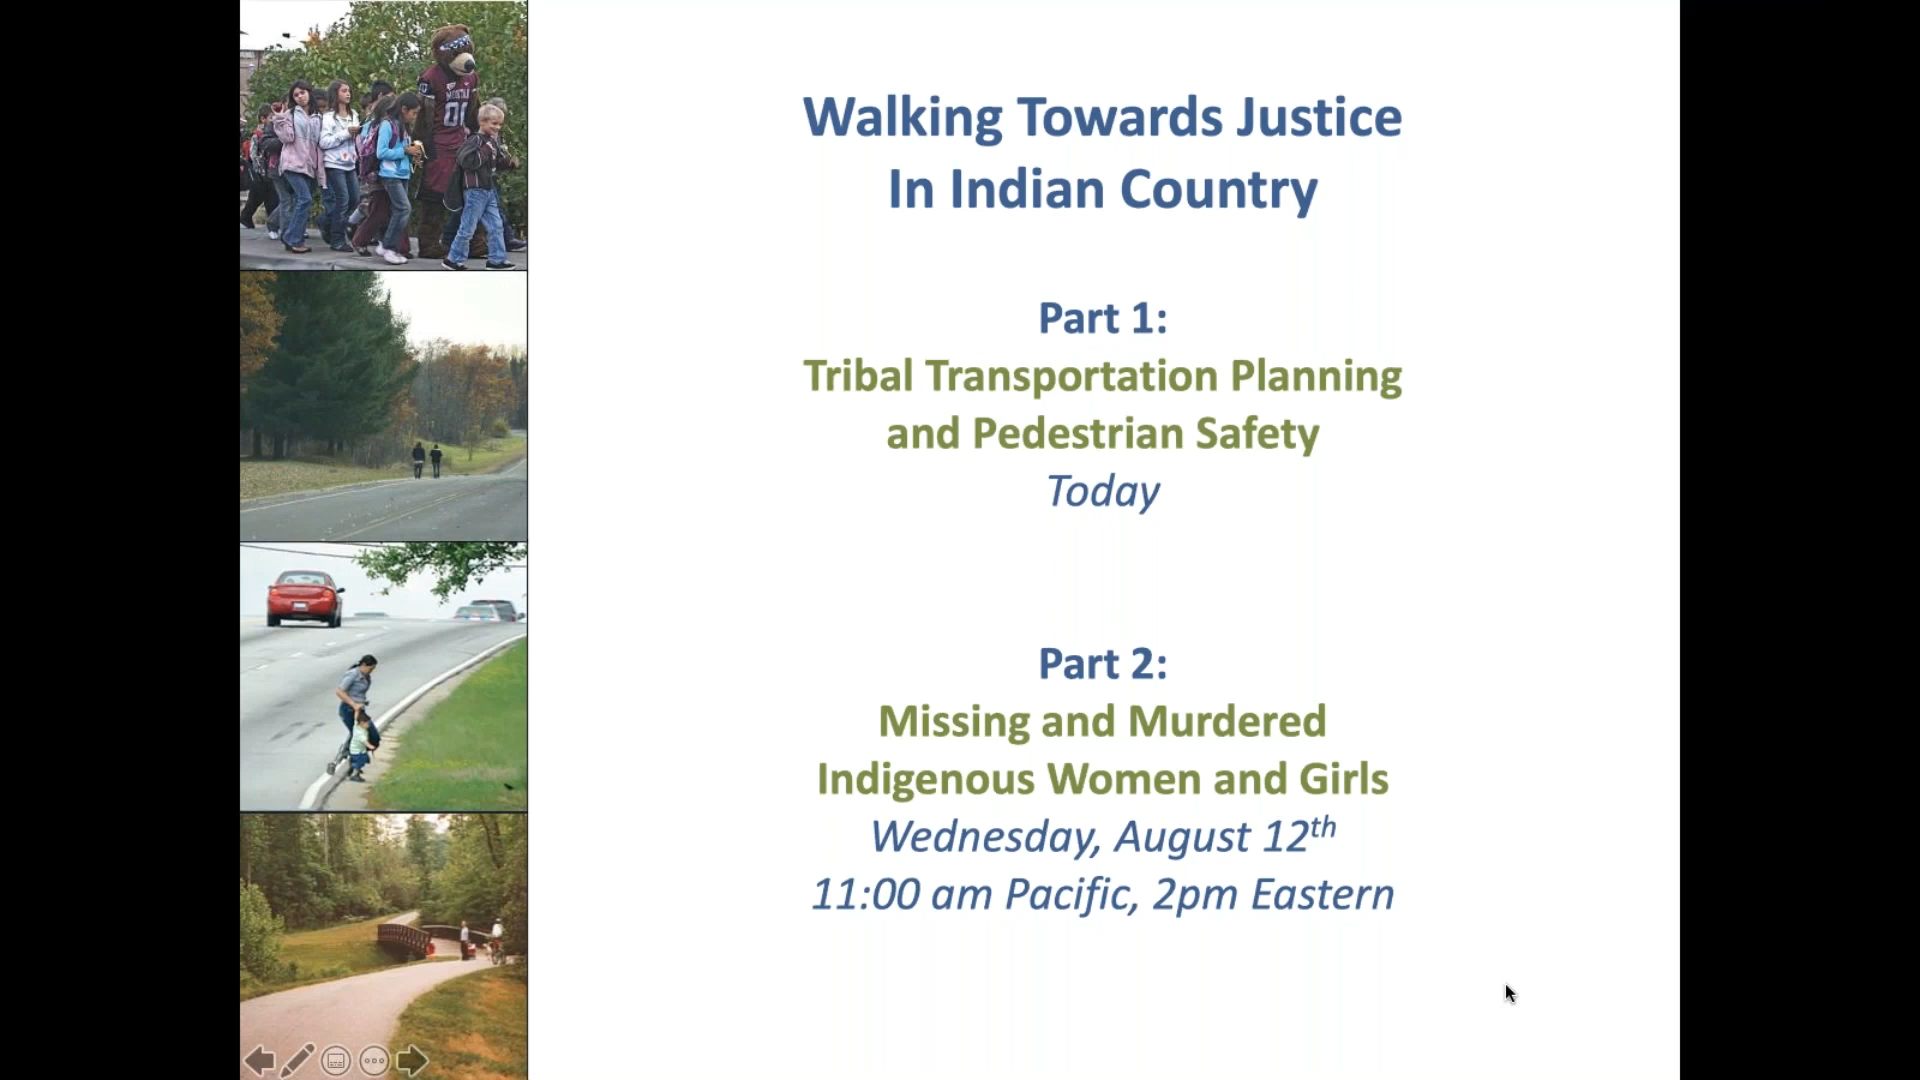 Walking Towards Justice
In Indian Country
Part 1:
Tribal Transportation Planning
and Pedestrian Safety
Today
Part 2:
Missing and Murdered
Indigenous Women and Girls
Wednesday, August 12th
11:00 am Pacific, 2pm Eastern